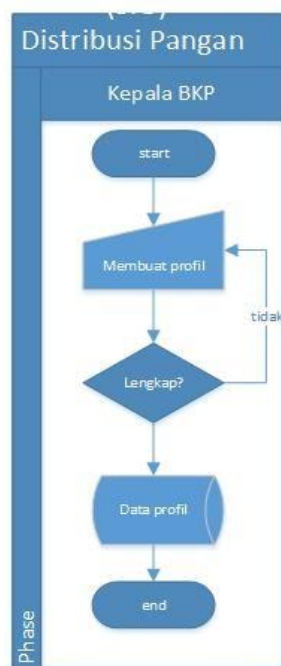 Distribusi Pangan
Kepala BKP
start
Membuat profil
tidak
Lengkap?
Data profil
end
Phase